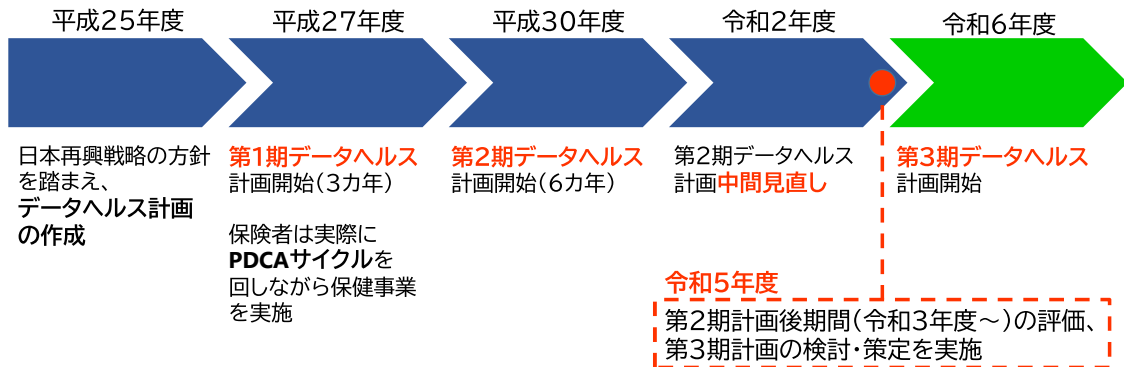 平成25年度
平成27年度
平成30年度
令和2年度
令和6年度
日本再興戦略の方針
を踏まえ、
データヘルス計画
の作成
第1期データヘルス
計画開始(3カ年)
保険者は実際に
PDCAサイクルを
回しながら保健事業
を実施
第2期データヘルス
計画開始(6カ年)
第2期データヘルス
計画中間見直し
第3期データヘルス
計画開始
令和5年度
第2期計画後期間(令和3年度～)の評価、
第3期計画の検討・策定を実施